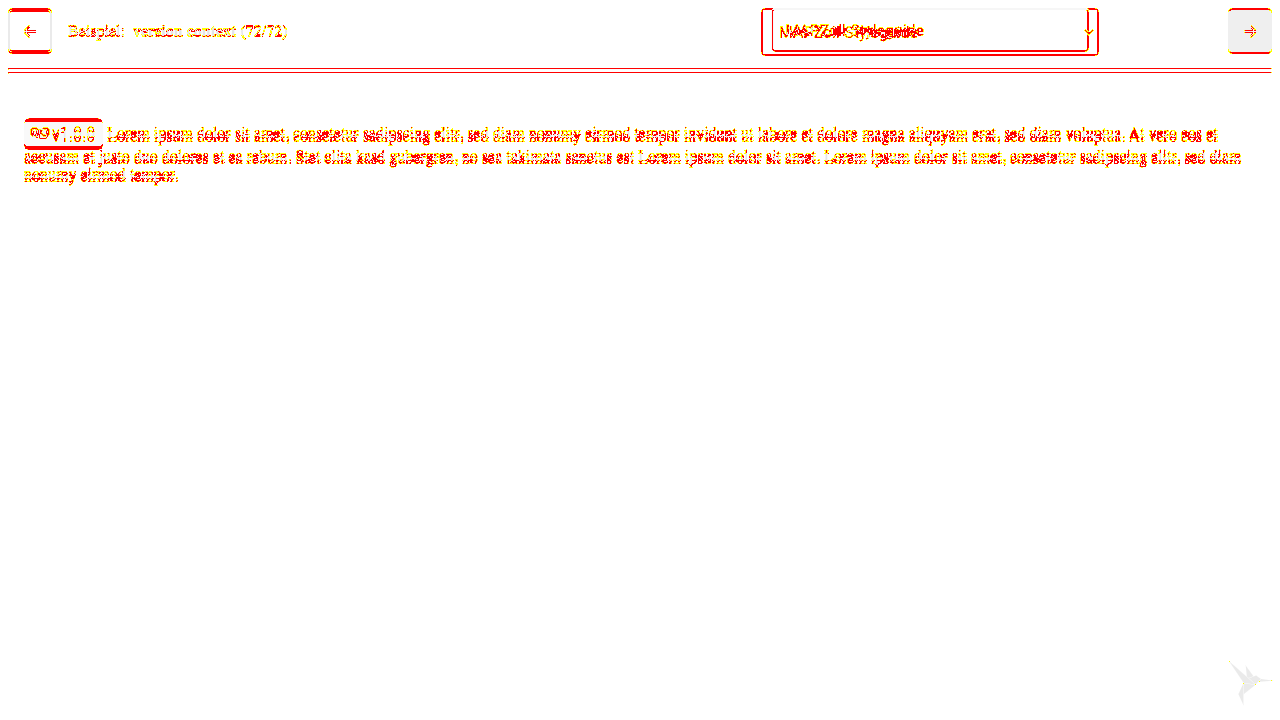 ← Beispiel: version context (72/72) →
v1.0.0 Lorem ipsum dolor sit amet, consetetur sadipscing elitr, sed diam nonumy eirmod tempor invidunt ut labore et dolore magna aliquyam erat, sed diam voluptua. At vero eos et
accusam et justo duo dolores et ea rebum. Stet clita kasd gubergren, no sea takimata sanctus est Lorem ipsum dolor sit amet. Lorem ipsum dolor sit amet, consetetur sadipscing elitr, sed diam
nonumy eirmod tempor.